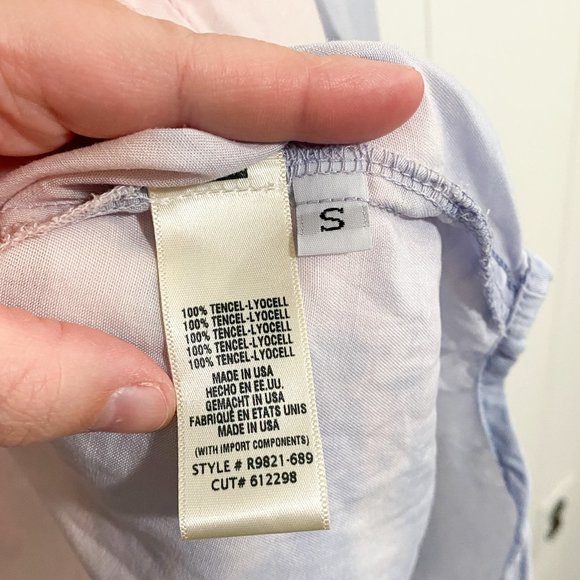 S
100% TENCEL-LYOCELL
100% TENCEL-LYOCELL
100% TENCEL-LYOCELL
100% TENCEL-LYOCELL
100% TENCEL-LYOCELL
MADE IN USA
HECHO EN EE.UU.
GEMACHT IN USA
FABRIQUÉ EN ETATS UNIS
MADE IN USA
(WITH IMPORT COMPONENTS)
STYLE # R9821-689
CUT# 612298